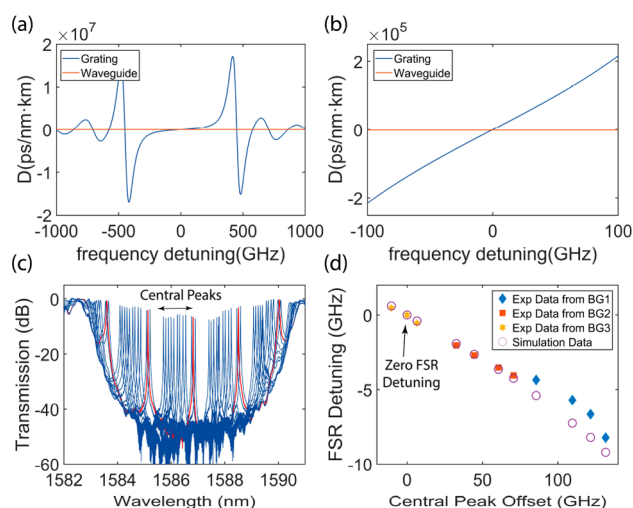 (a)
×10⁷
2
1
0
-1
-2
D(ps/nm·km)
Grating
Waveguide
-1000 -500 0 500 1000
frequency detuning(GHz)
(b)
×10⁵
2
0
-2
D(ps/nm·km)
Grating
Waveguide
-100 0 100
frequency detuning(GHz)
(c)
Central Peaks
0
-20
-40
-60
Transmission (dB)
1582 1584 1586 1588 1590
Wavelength (nm)
(d)
0
-5
-10
FSR Detuning (GHz)
Exp Data from BG1
Exp Data from BG2
Exp Data from BG3
Simulation Data
Zero FSR
Detuning
0 50 100
Central Peak Offset (GHz)